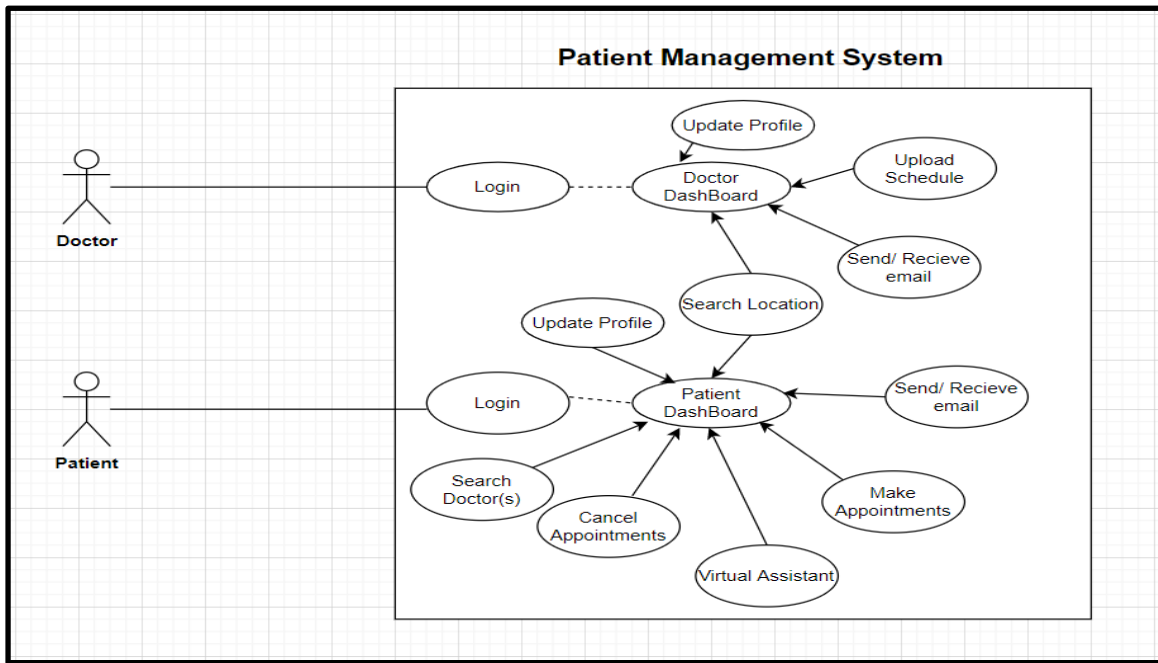 Patient Management System
Update Profile
Upload
Schedule
Login
Doctor
DashBoard
Doctor
Send/ Recieve
email
Search Location
Update Profile
Send/ Recieve
email
Login
Patient
DashBoard
Patient
Search
Doctor(s)
Make
Appointments
Cancel
Appointments
Virtual Assistant